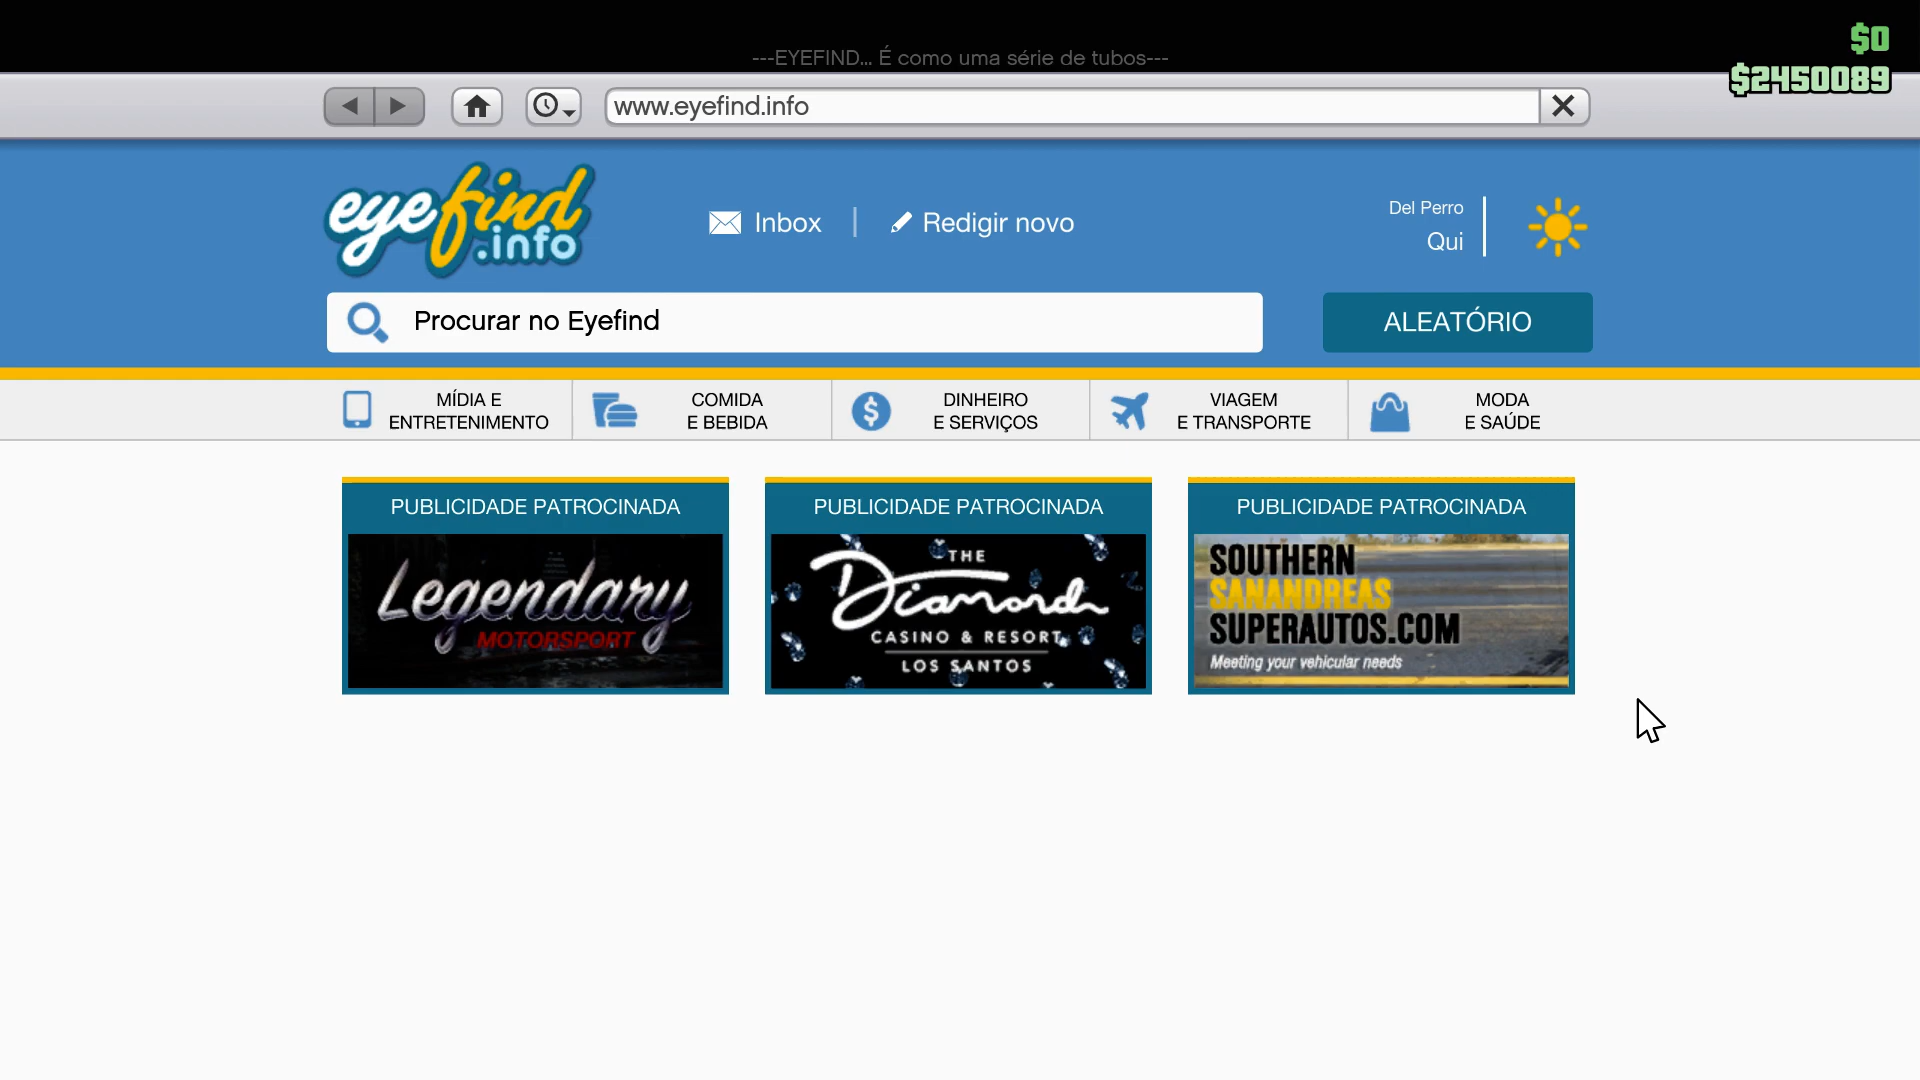 $0
---EYEFIND... É como uma série de tubos---
$2450089
www.eyefind.info
eyefind
.info
Inbox
Redigir novo
Del Perro
Qui
Procurar no Eyefind
ALEATÓRIO
MÍDIA E
ENTRETENIMENTO
COMIDA
E BEBIDA
DINHEIRO
E SERVIÇOS
VIAGEM
E TRANSPORTE
MODA
E SAÚDE
PUBLICIDADE PATROCINADA
Legendary
MOTORSPORT
PUBLICIDADE PATROCINADA
THE
Diamond
CASINO & RESORT
LOS SANTOS
PUBLICIDADE PATROCINADA
SOUTHERN
SANANDREAS
SUPERAUTOS.COM
Meeting your vehicular needs